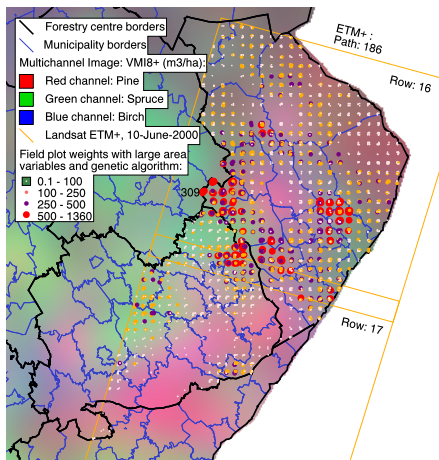 Forestry centre borders
Municipality borders
Multichannel Image: VMI8+ (m3/ha):
Red channel: Pine
Green channel: Spruce
Blue channel: Birch
Landsat ETM+, 10-June-2000
Field plot weights with large area
variables and genetic algorithm:
0.1 - 100
100 - 250
250 - 500
500 - 1360
ETM+ :
Path: 186
Row: 16
309
Row: 17